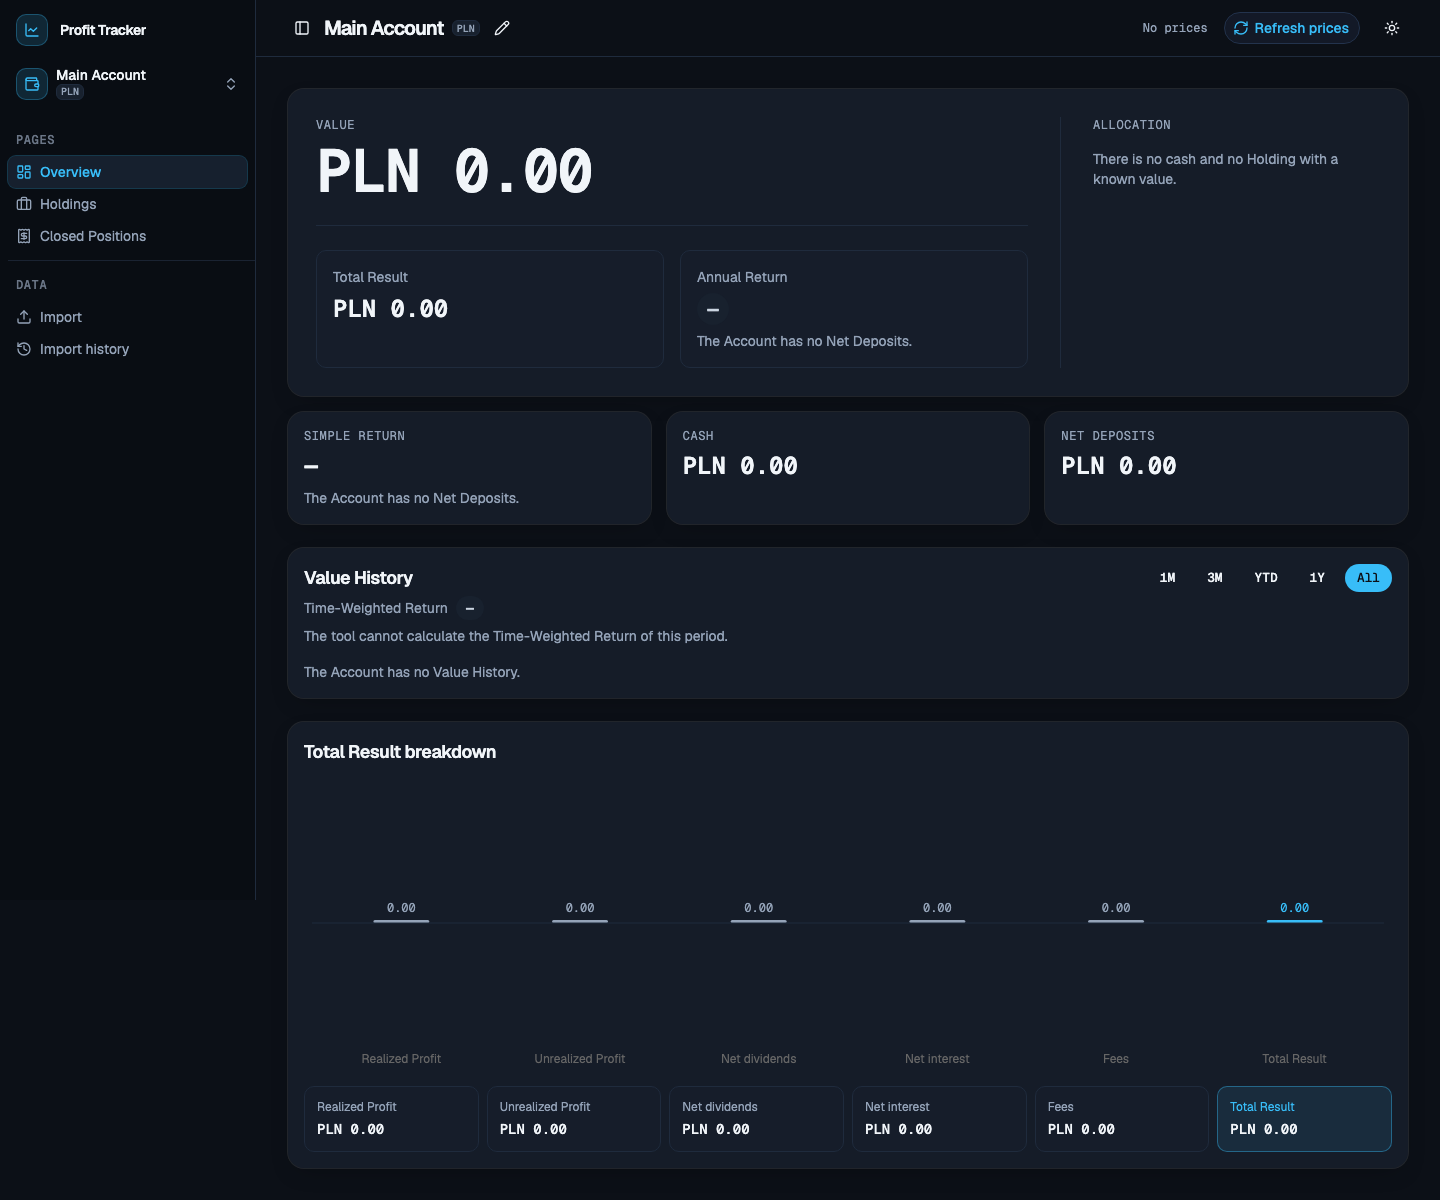 Profit Tracker
Main Account
PLN
PAGES
Overview
Holdings
Closed Positions
DATA
Import
Import history
Main Account PLN
No prices
Refresh prices
VALUE
PLN 0.00
Total Result
PLN 0.00
Annual Return
—
The Account has no Net Deposits.
ALLOCATION
There is no cash and no Holding with a
known value.
SIMPLE RETURN
—
The Account has no Net Deposits.
CASH
PLN 0.00
NET DEPOSITS
PLN 0.00
Value History
1M 3M YTD 1Y All
Time-Weighted Return —
The tool cannot calculate the Time-Weighted Return of this period.
The Account has no Value History.
Total Result breakdown
0.00 0.00 0.00 0.00 0.00 0.00
Realized Profit Unrealized Profit Net dividends Net interest Fees Total Result
Realized Profit
PLN 0.00
Unrealized Profit
PLN 0.00
Net dividends
PLN 0.00
Net interest
PLN 0.00
Fees
PLN 0.00
Total Result
PLN 0.00